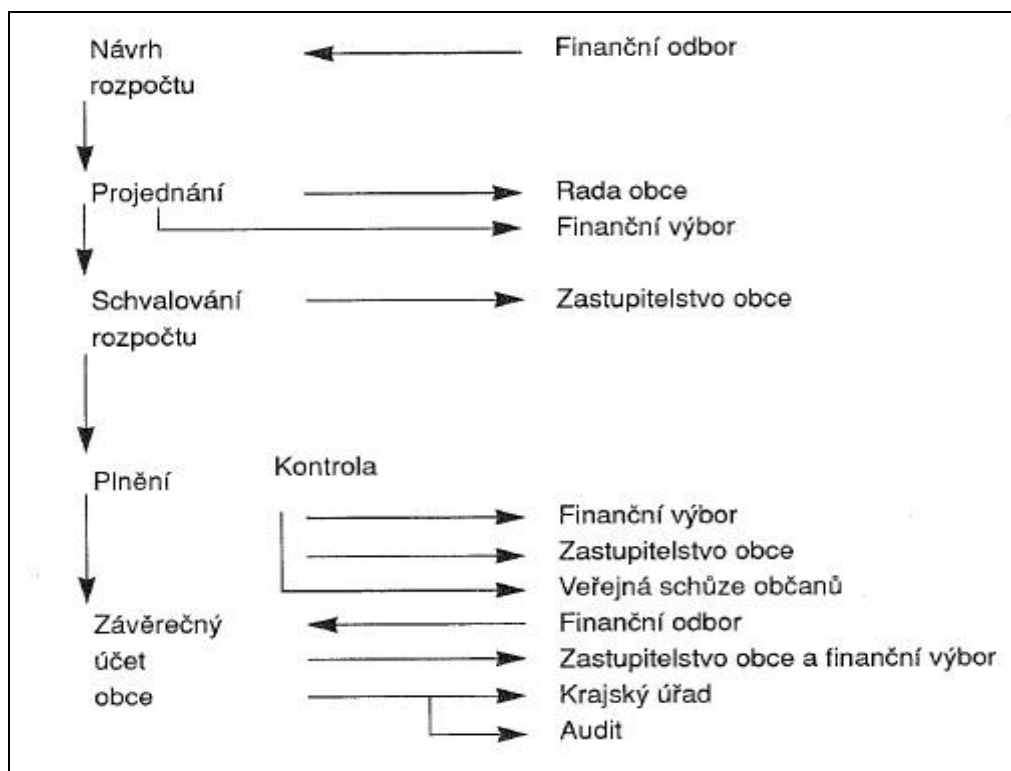 Návrh
rozpočtu
Finanční odbor
Projednání
Rada obce
Finanční výbor
Schvalování
rozpočtu
Zastupitelstvo obce
Plnění
Kontrola
Finanční výbor
Zastupitelstvo obce
Veřejná schůze občanů
Závěrečný
účet
obce
Finanční odbor
Zastupitelstvo obce a finanční výbor
Krajský úřad
Audit